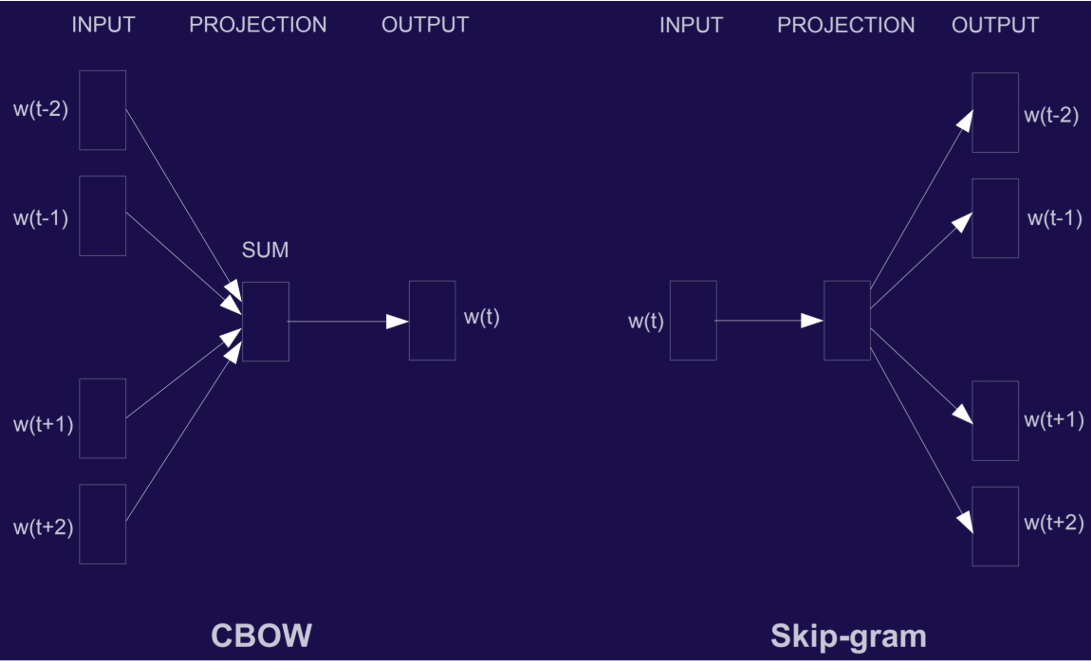 INPUT PROJECTION OUTPUT
w(t-2)
w(t-1)
SUM
w(t)
w(t+1)
w(t+2)
CBOW
INPUT PROJECTION OUTPUT
w(t-2)
w(t-1)
w(t)
w(t+1)
w(t+2)
Skip-gram